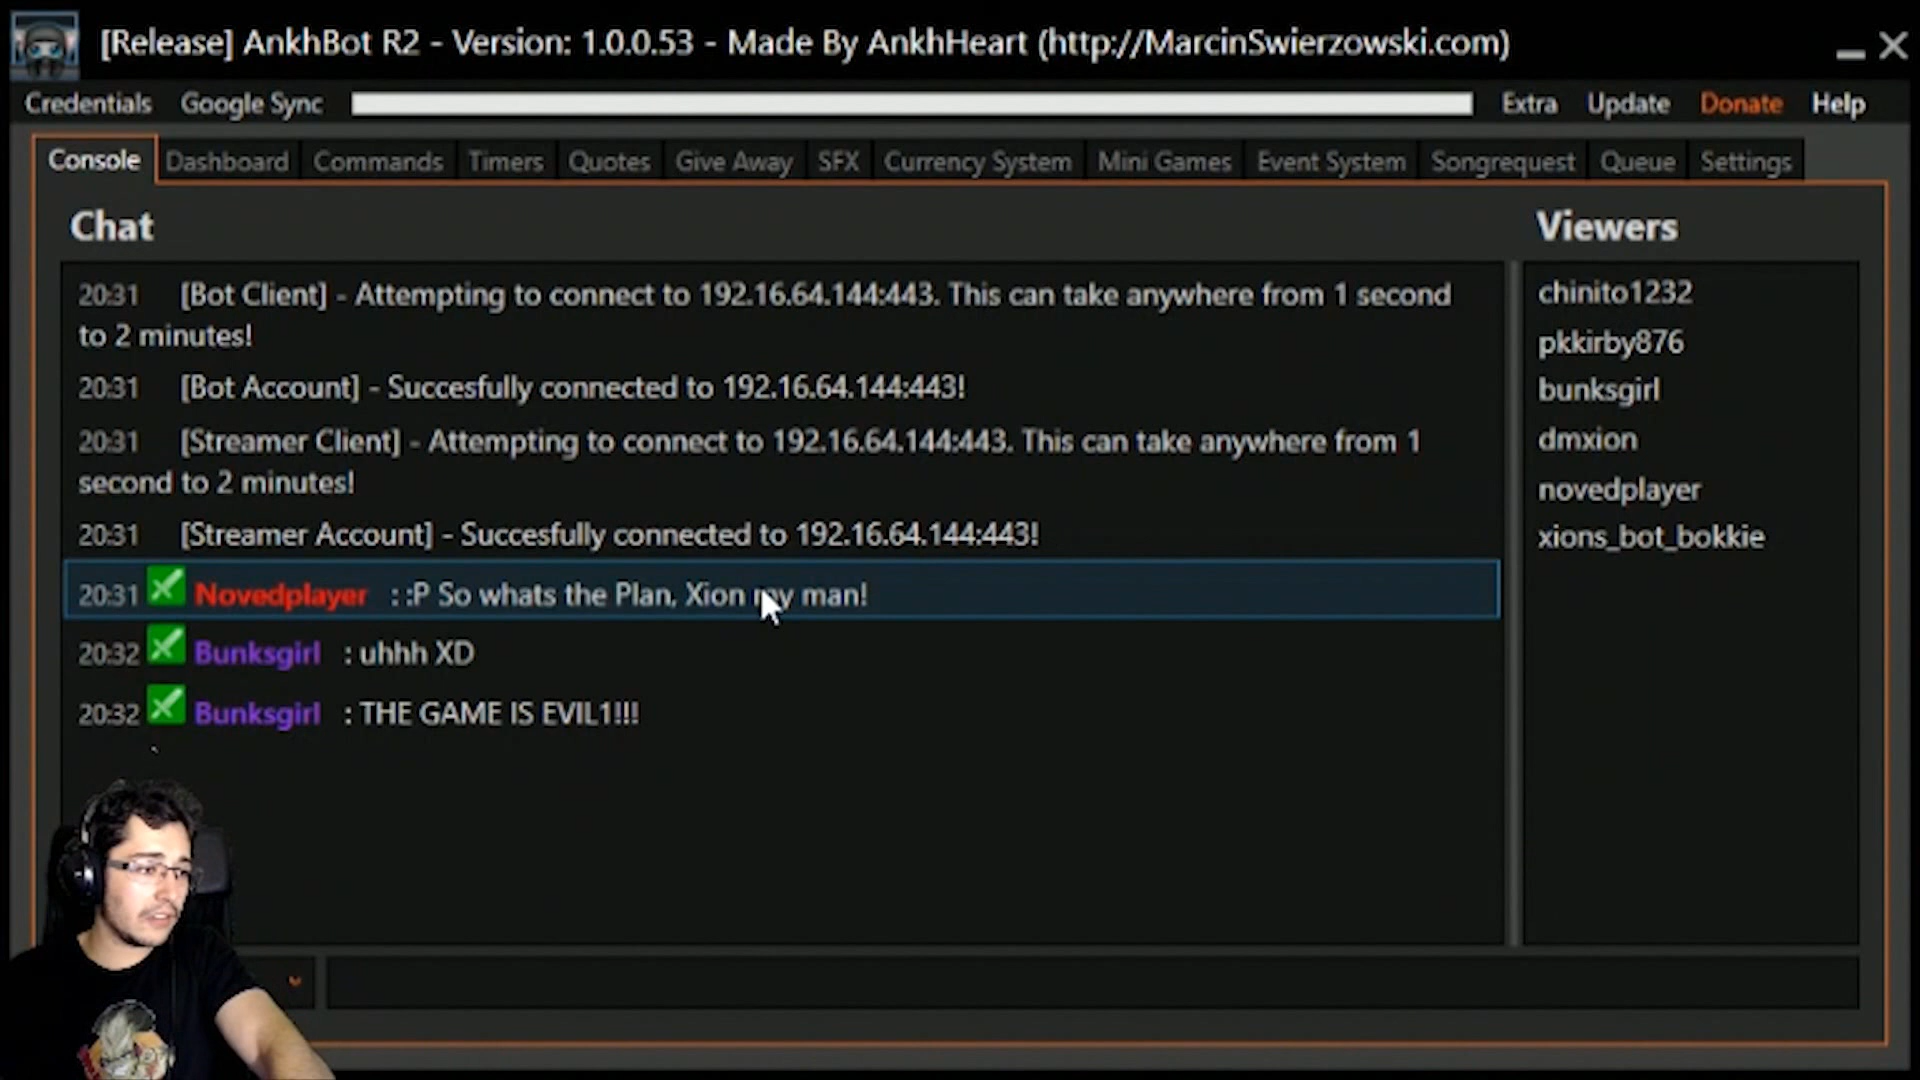 [Release] AnkhBot R2 - Version: 1.0.0.53 - Made By AnkhHeart (http://MarcinSwierzowski.com)
Credentials Google Sync Extra Update Donate Help
Console Dashboard Commands Timers Quotes Give Away SFX Currency System Mini Games Event System Songrequest Queue Settings
Chat
20:31 [Bot Client] - Attempting to connect to 192.16.64.144:443. This can take anywhere from 1 second
to 2 minutes!
20:31 [Bot Account] - Succesfully connected to 192.16.64.144:443!
20:31 [Streamer Client] - Attempting to connect to 192.16.64.144:443. This can take anywhere from 1
second to 2 minutes!
20:31 [Streamer Account] - Succesfully connected to 192.16.64.144:443!
20:31 Novedplayer : :P So whats the Plan, Xion my man!
20:32 Bunksgirl : uhhh XD
20:32 Bunksgirl : THE GAME IS EVIL1!!!
Viewers
chinito1232
pkkirby876
bunksgirl
dmxion
novedplayer
xions_bot_bokkie